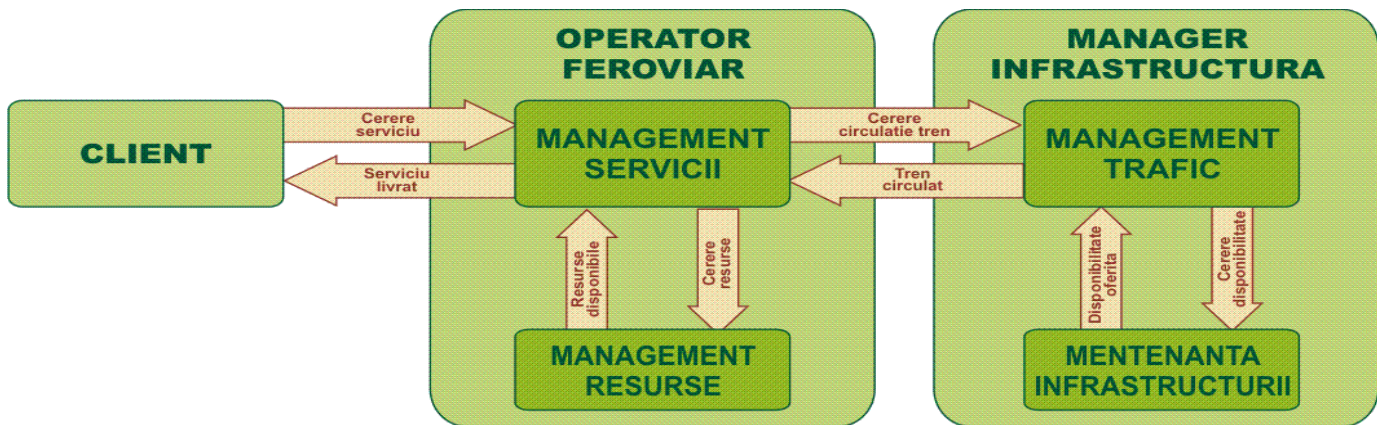 OPERATOR
FEROVIAR
MANAGER
INFRASTRUCTURA
CLIENT
Cerere
serviciu
Serviciu
livrat
MANAGEMENT
SERVICII
Cerere
circulatie tren
Tren
circulat
MANAGEMENT
TRAFIC
Resurse
disponibile
Cerere
resurse
Disponibilitate
oferita
Cerere
disponibilitate
MANAGEMENT
RESURSE
MENTENANTA
INFRASTRUCTURII